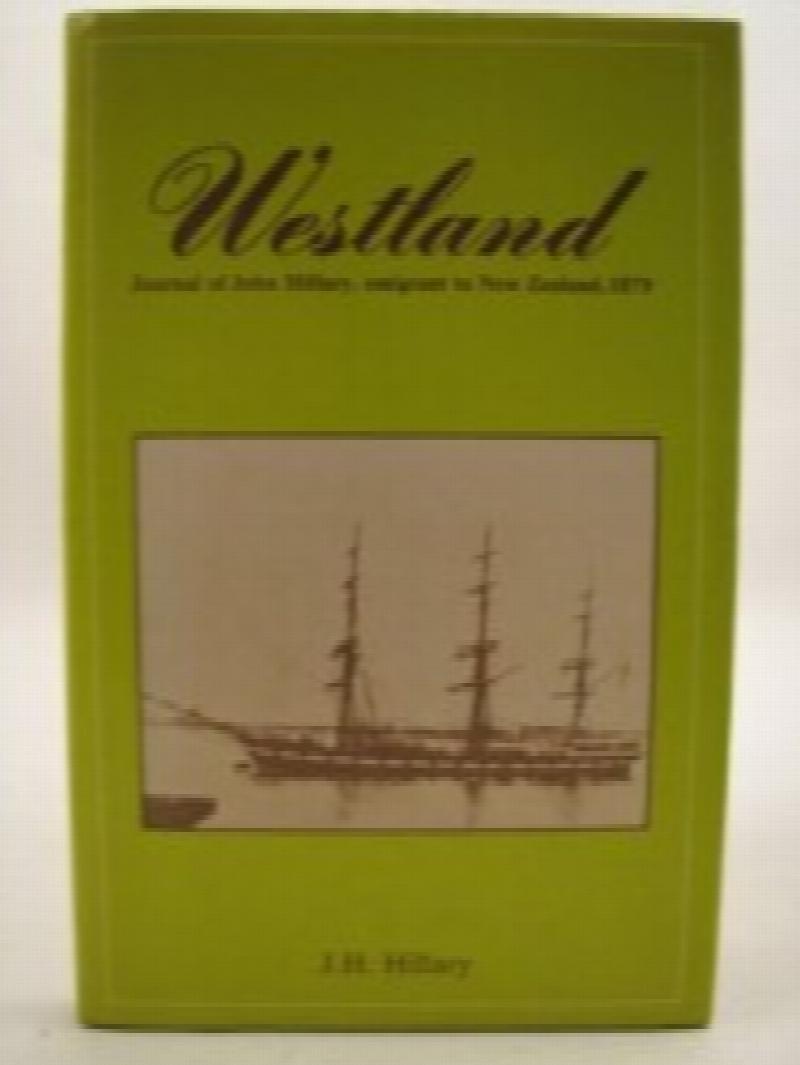 Westland
Journal of John Hillary, emigrant to New Zealand, 1879
J.H. Hillary